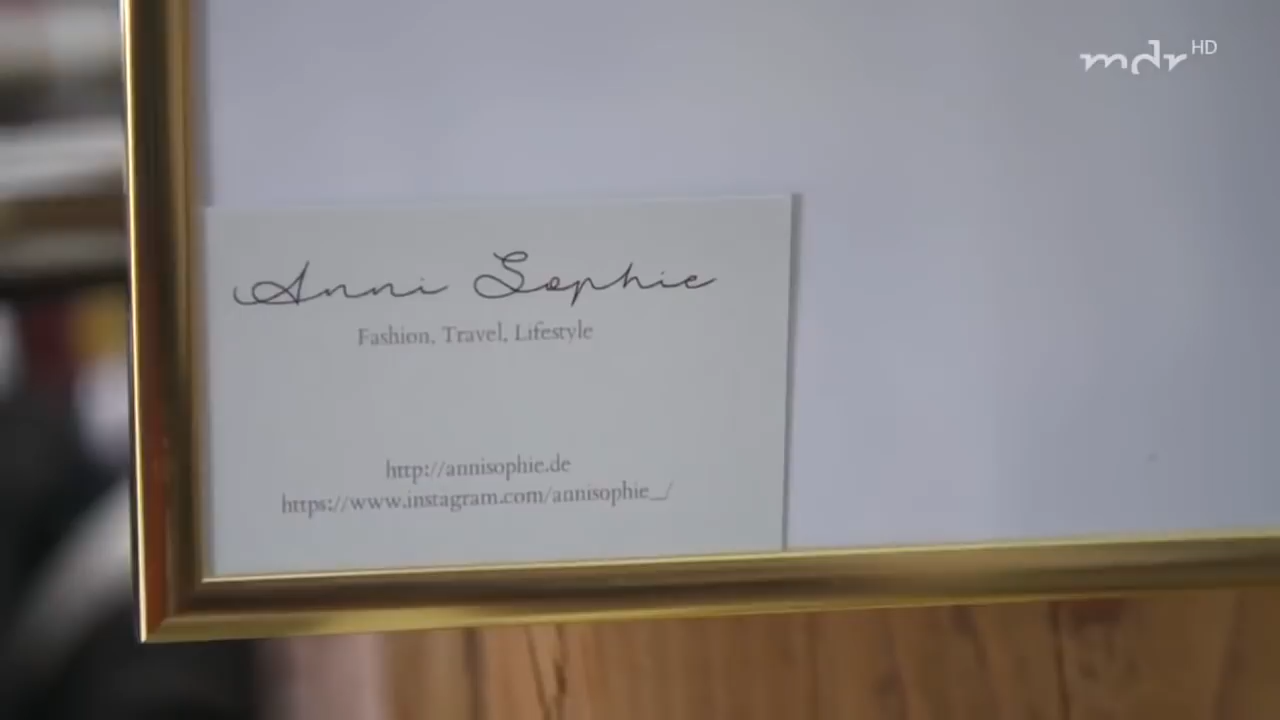 mdr HD
Anni Sophie
Fashion, Travel, Lifestyle
http://annisophie.de
https://www.instagram.com/annisophie_/